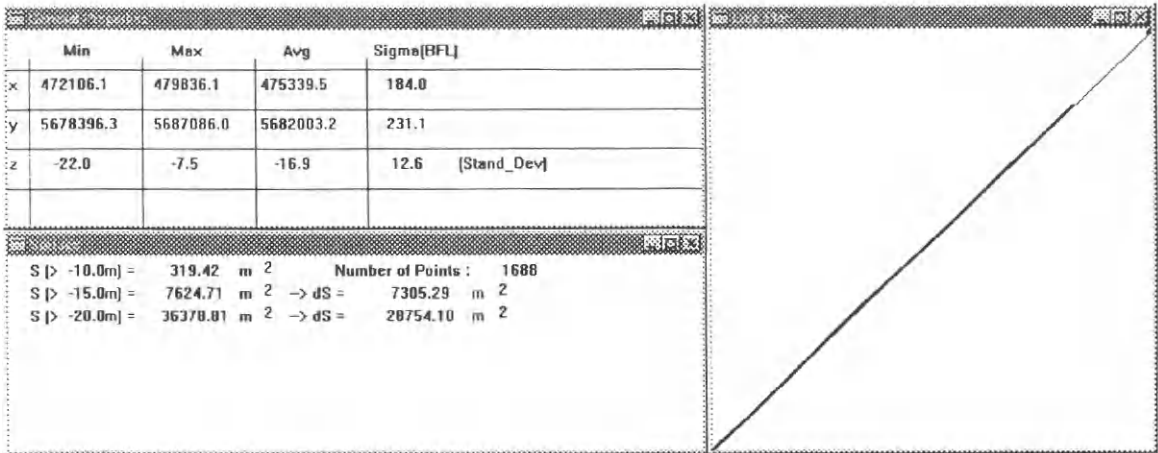 General Properties
Min Max Avg Sigma(BFL)
x 472106.1 479836.1 475339.5 184.0
y 5678396.3 5687086.0 5682003.2 231.1
z -22.0 -7.5 -16.9 12.6 (Stand_Dev)
S (> -10.0m) = 319.42 m 2 Number of Points : 1688
S (> -15.0m) = 7624.71 m 2 -> dS = 7305.29 m 2
S (> -20.0m) = 36378.81 m 2 -> dS = 28754.10 m 2